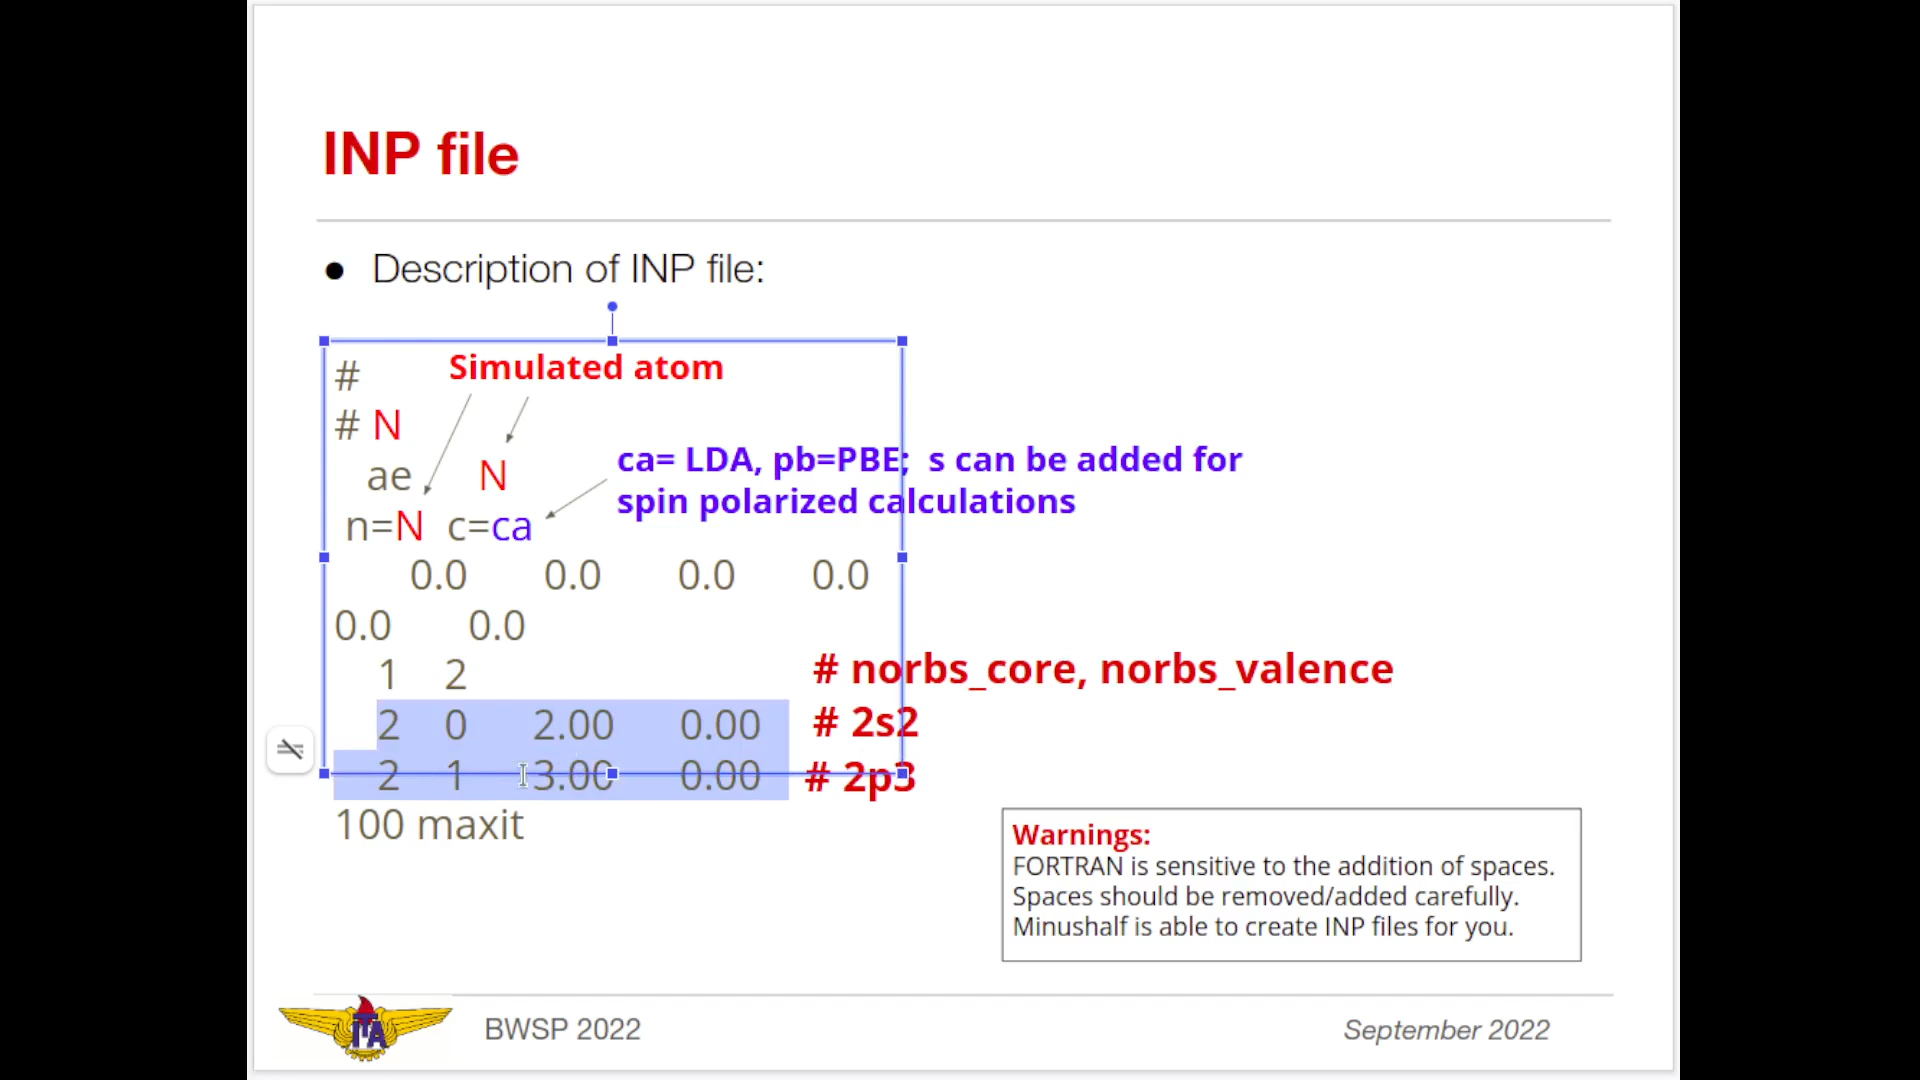 INP file
● Description of INP file:
# Simulated atom
# N
ae N
ca= LDA, pb=PBE; s can be added for
spin polarized calculations
n=N c=ca
0.0 0.0 0.0 0.0
0.0 0.0
1 2 # norbs_core, norbs_valence
2 0 2.00 0.00 # 2s2
2 1 3.00 0.00 # 2p3
100 maxit
Warnings:
FORTRAN is sensitive to the addition of spaces.
Spaces should be removed/added carefully.
Minushalf is able to create INP files for you.
ITA
BWSP 2022
September 2022